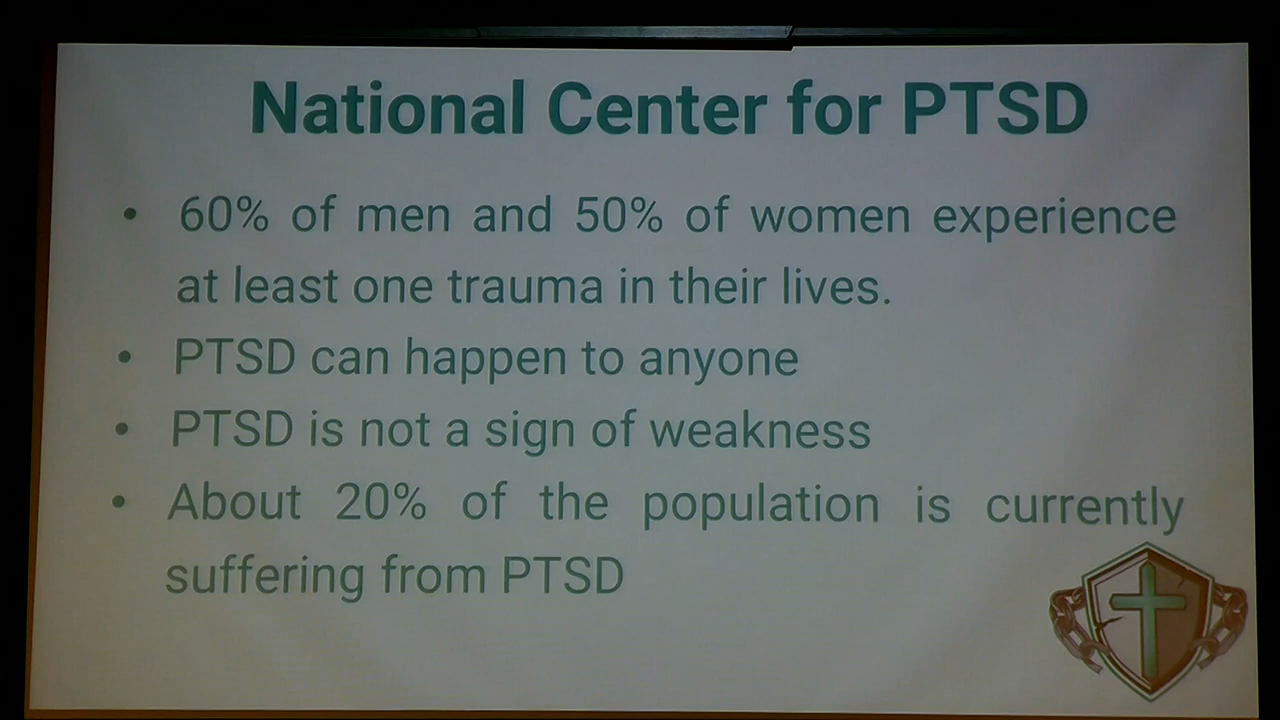 National Center for PTSD
• 60% of men and 50% of women experience
at least one trauma in their lives.
• PTSD can happen to anyone
• PTSD is not a sign of weakness
• About 20% of the population is currently
suffering from PTSD